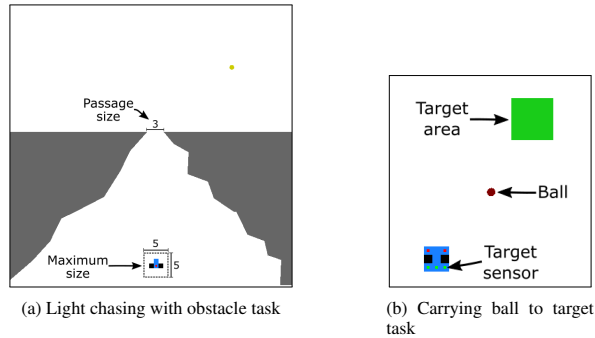 Passage
size
3
5
Maximum
size
5
(a) Light chasing with obstacle task
Target
area
Ball
Target
sensor
(b) Carrying ball to target
task